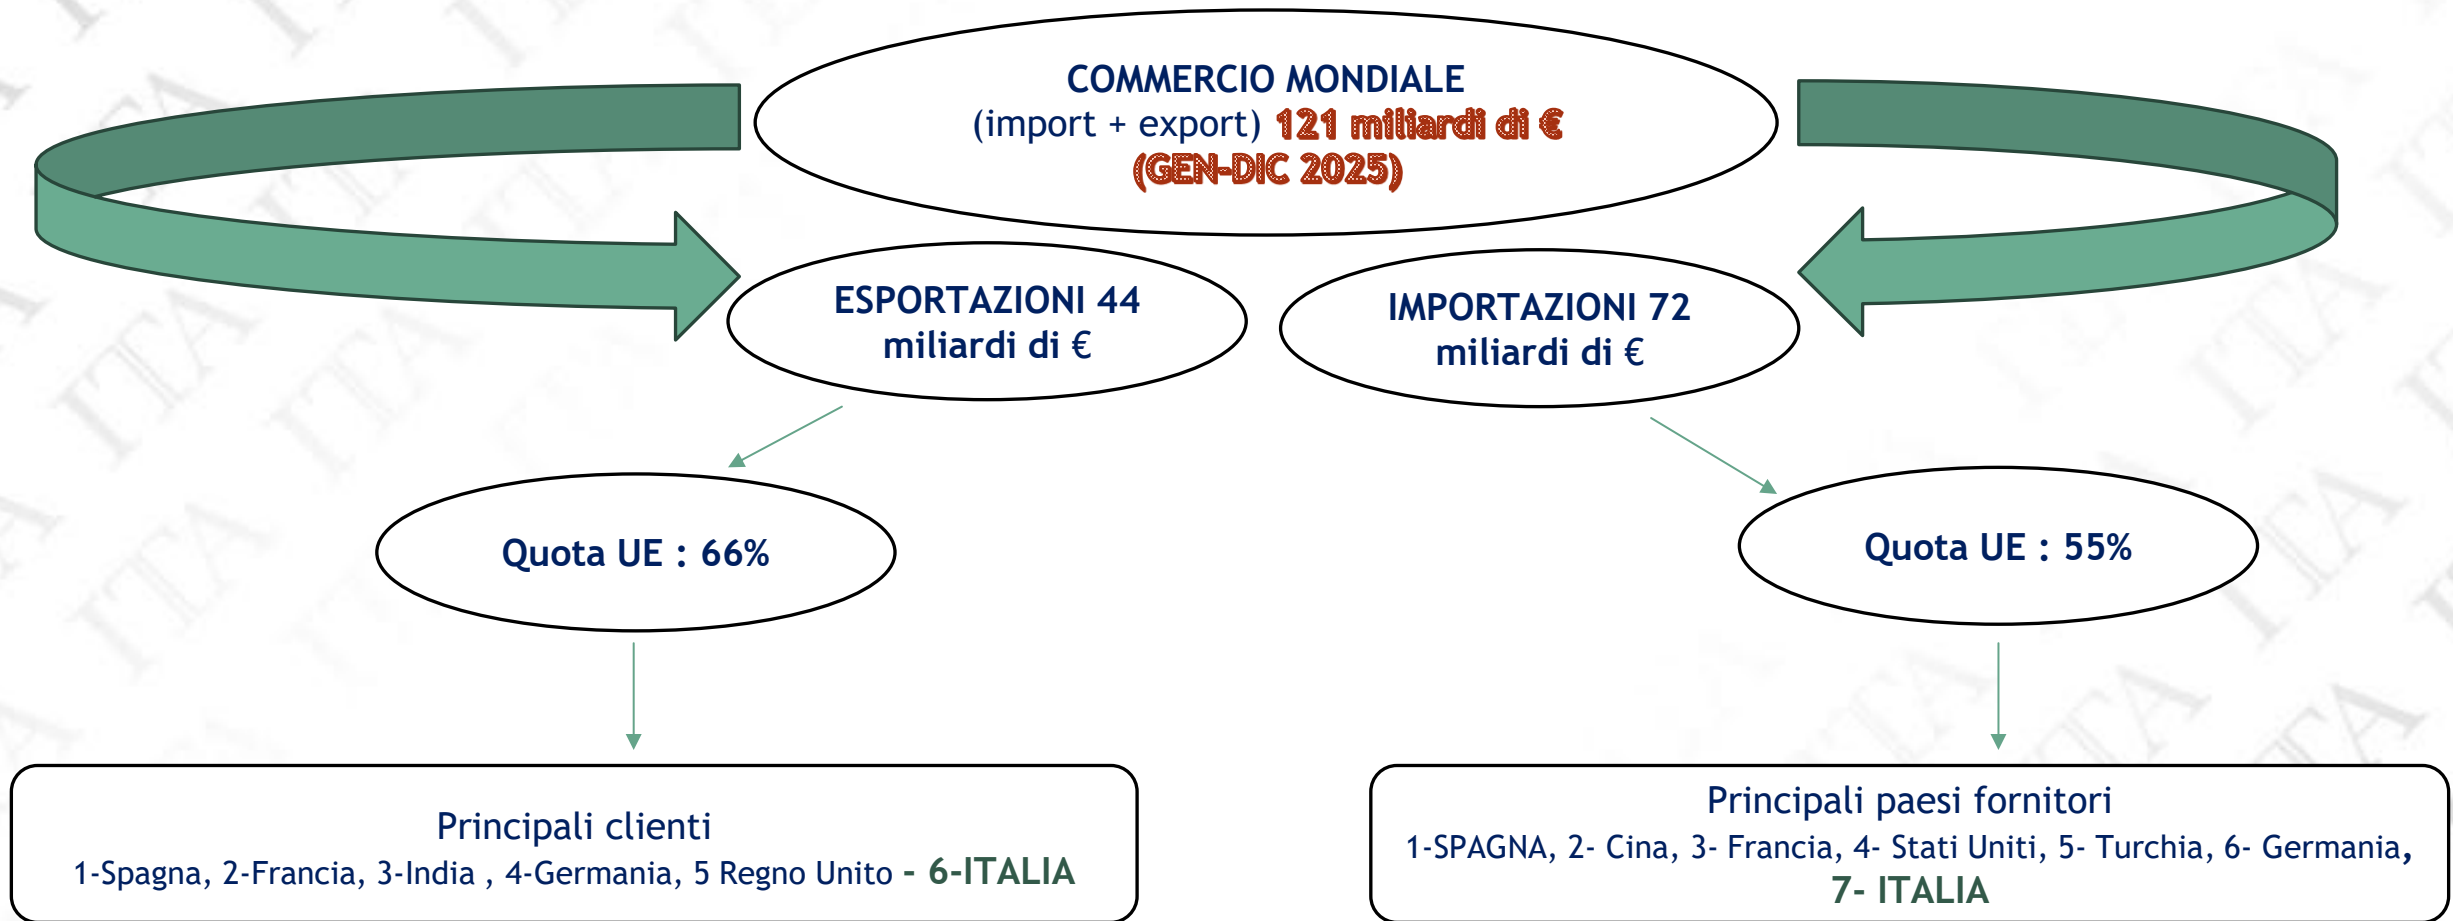 COMMERCIO MONDIALE
(import + export) 121 miliardi di €
(GEN-DIC 2025)
ESPORTAZIONI 44
miliardi di €
IMPORTAZIONI 72
miliardi di €
Quota UE : 66%
Quota UE : 55%
Principali clienti
1-Spagna, 2-Francia, 3-India , 4-Germania, 5 Regno Unito - 6-ITALIA
Principali paesi fornitori
1-SPAGNA, 2- Cina, 3- Francia, 4- Stati Uniti, 5- Turchia, 6- Germania,
7- ITALIA